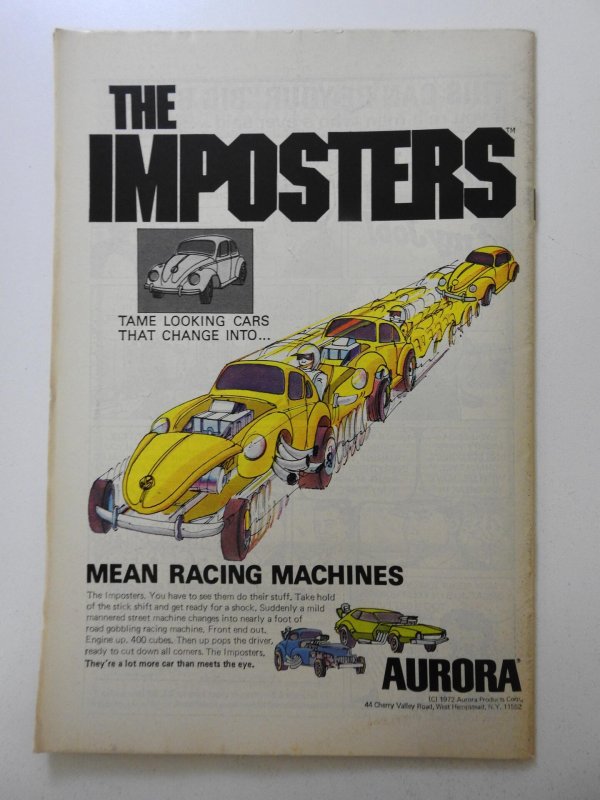 THE
IMPOSTERS™
TAME LOOKING CARS
THAT CHANGE INTO...
MEAN RACING MACHINES
The Imposters. You have to see them do their stuff. Take hold
of the stick shift and get ready for a shock. Suddenly a mild
mannered street machine changes into nearly a foot of
road gobbling racing machine. Front end out.
Engine up, 400 cubes. Then up pops the driver,
ready to cut down all corners. The Imposters.
They're a lot more car than meets the eye.
AURORA®
(C) 1972 Aurora Products Corp.,
44 Cherry Valley Road, West Hempstead, N.Y. 11552